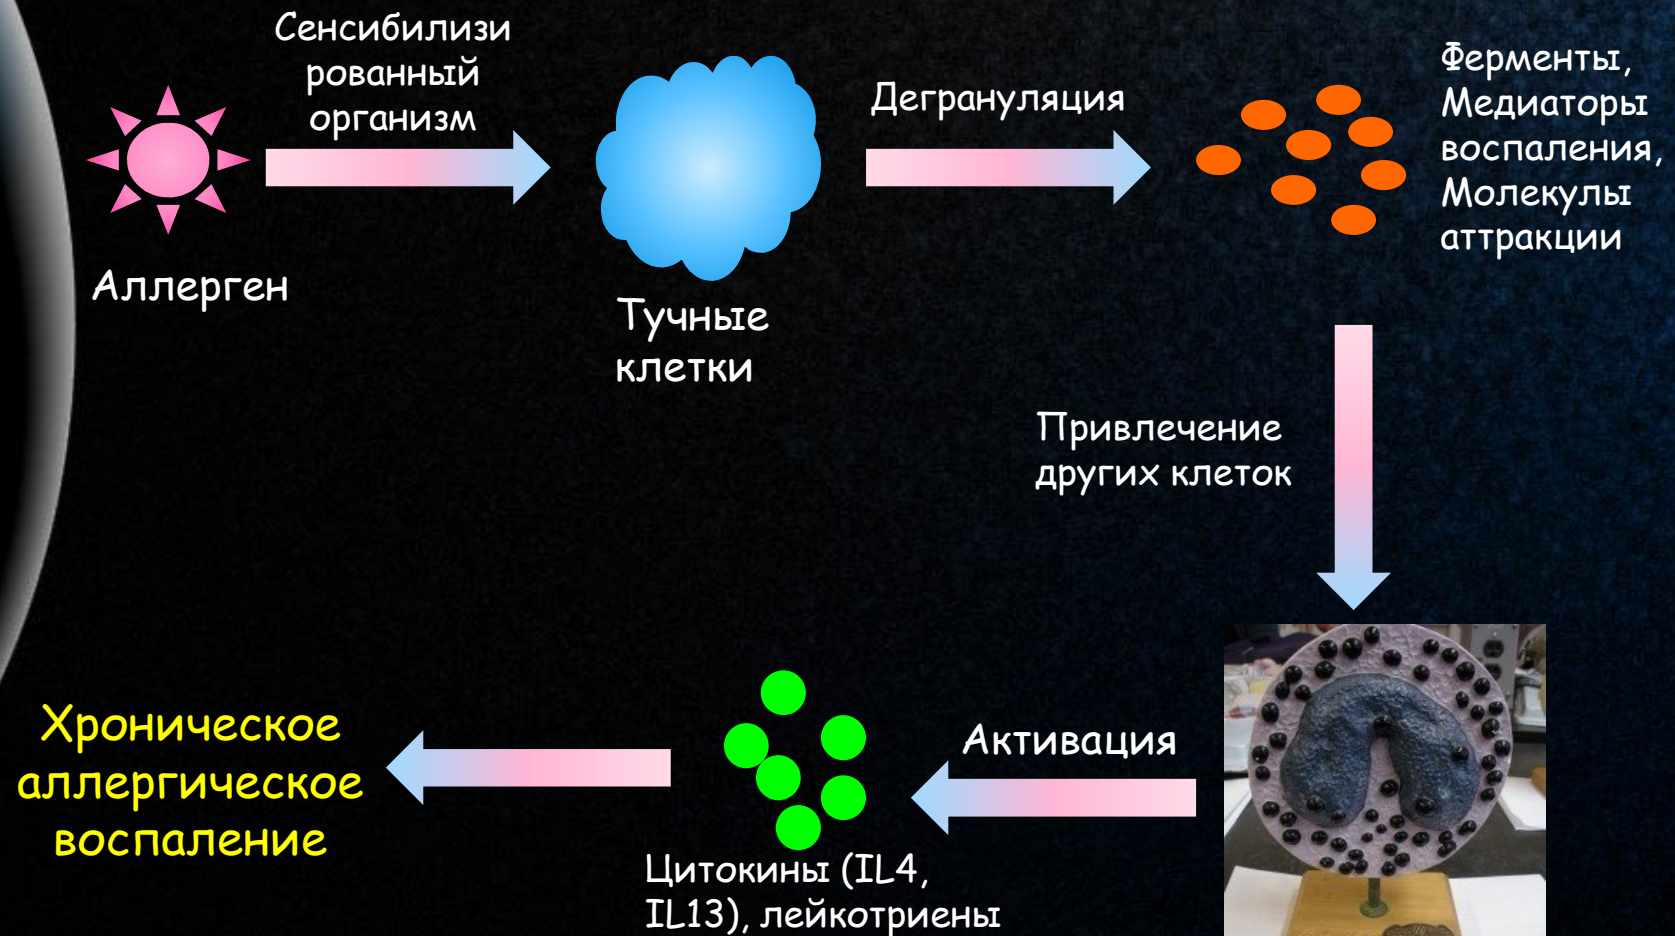 Сенсибилизи
рованный
организм
Аллерген
Тучные
клетки
Дегрануляция
Ферменты,
Медиаторы
воспаления,
Молекулы
аттракции
Привлечение
других клеток
Активация
Цитокины (IL4,
IL13), лейкотриены
Хроническое
аллергическое
воспаление